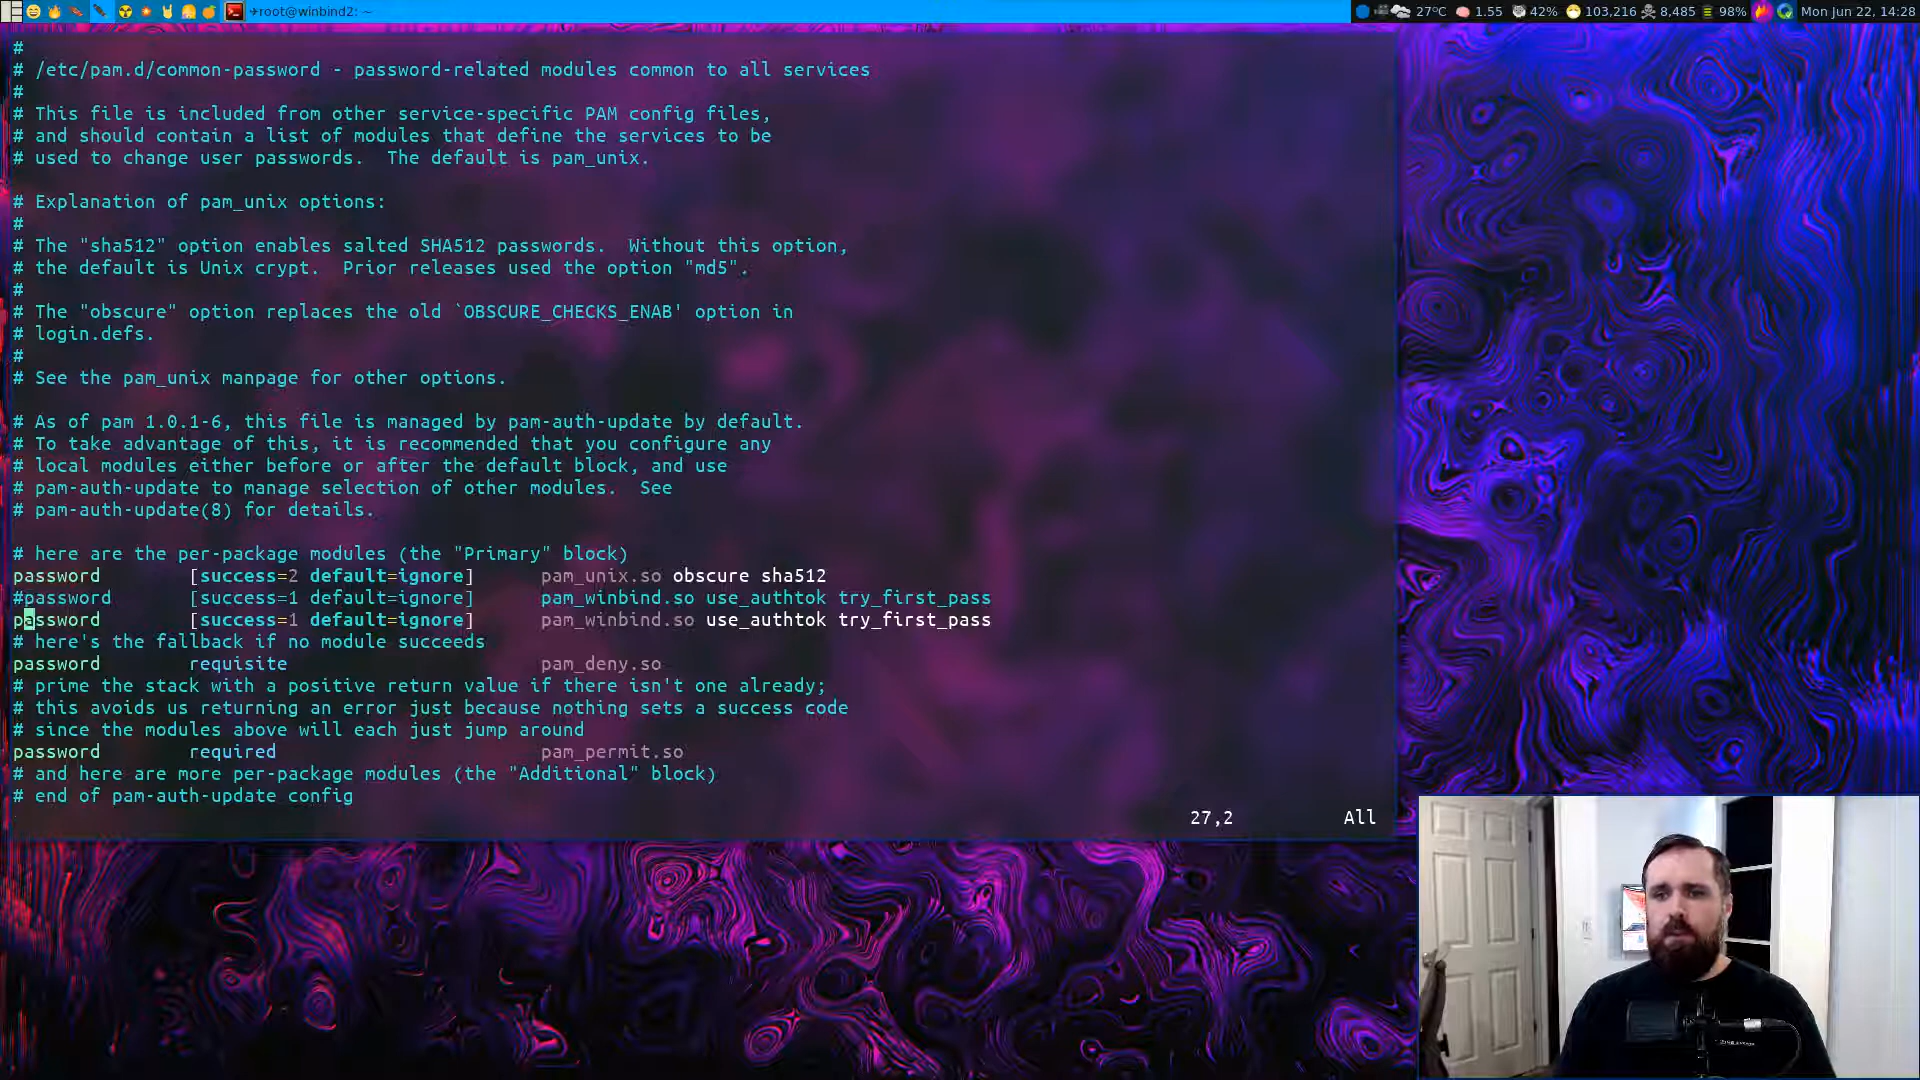 root@winbind2: ~
27°C 1.55 42% 103,216 8,485 98% Mon Jun 22, 14:28
#
# /etc/pam.d/common-password - password-related modules common to all services
#
# This file is included from other service-specific PAM config files,
# and should contain a list of modules that define the services to be
# used to change user passwords.  The default is pam_unix.
# Explanation of pam_unix options:
#
# The "sha512" option enables salted SHA512 passwords.  Without this option,
# the default is Unix crypt.  Prior releases used the option "md5".
#
# The "obscure" option replaces the old `OBSCURE_CHECKS_ENAB' option in
# login.defs.
#
# See the pam_unix manpage for other options.
# As of pam 1.0.1-6, this file is managed by pam-auth-update by default.
# To take advantage of this, it is recommended that you configure any
# local modules either before or after the default block, and use
# pam-auth-update to manage selection of other modules.  See
# pam-auth-update(8) for details.
# here are the per-package modules (the "Primary" block)
password        [success=2 default=ignore]      pam_unix.so obscure sha512
#password       [success=1 default=ignore]      pam_winbind.so use_authtok try_first_pass
password        [success=1 default=ignore]      pam_winbind.so use_authtok try_first_pass
# here's the fallback if no module succeeds
password        requisite                       pam_deny.so
# prime the stack with a positive return value if there isn't one already;
# this avoids us returning an error just because nothing sets a success code
# since the modules above will each just jump around
password        required                        pam_permit.so
# and here are more per-package modules (the "Additional" block)
# end of pam-auth-update config
27,2          All